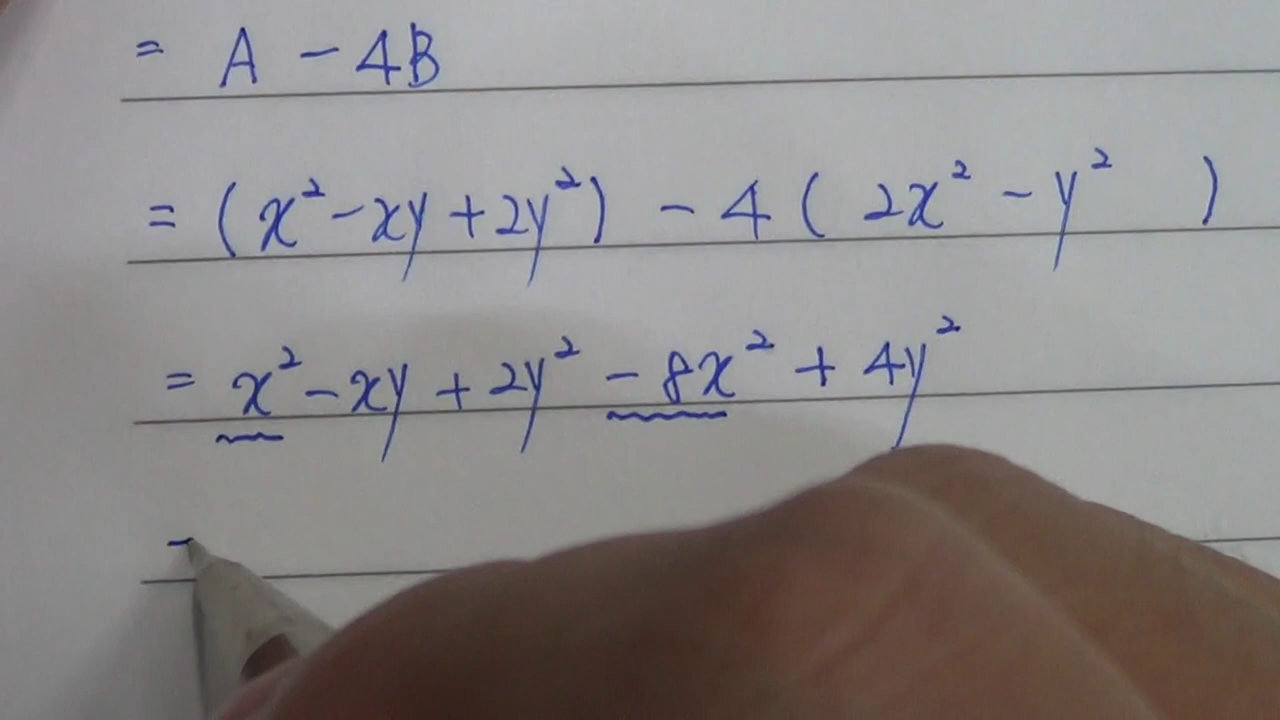 = A - 4B
= (x² - xy + 2y²) - 4 ( 2x² - y² )
= x² - xy + 2y² - 8x² + 4y²
-